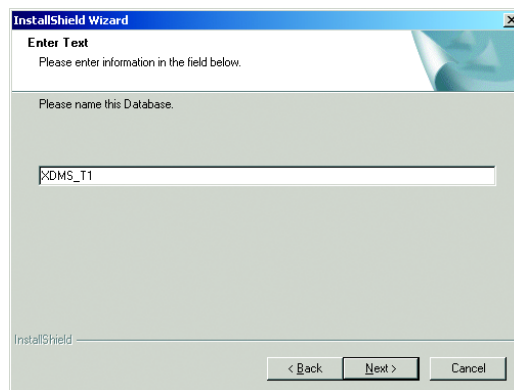 InstallShield Wizard
Enter Text
Please enter information in the field below.
Please name this Database.
XDMS_T1
InstallShield
< Back Next > Cancel